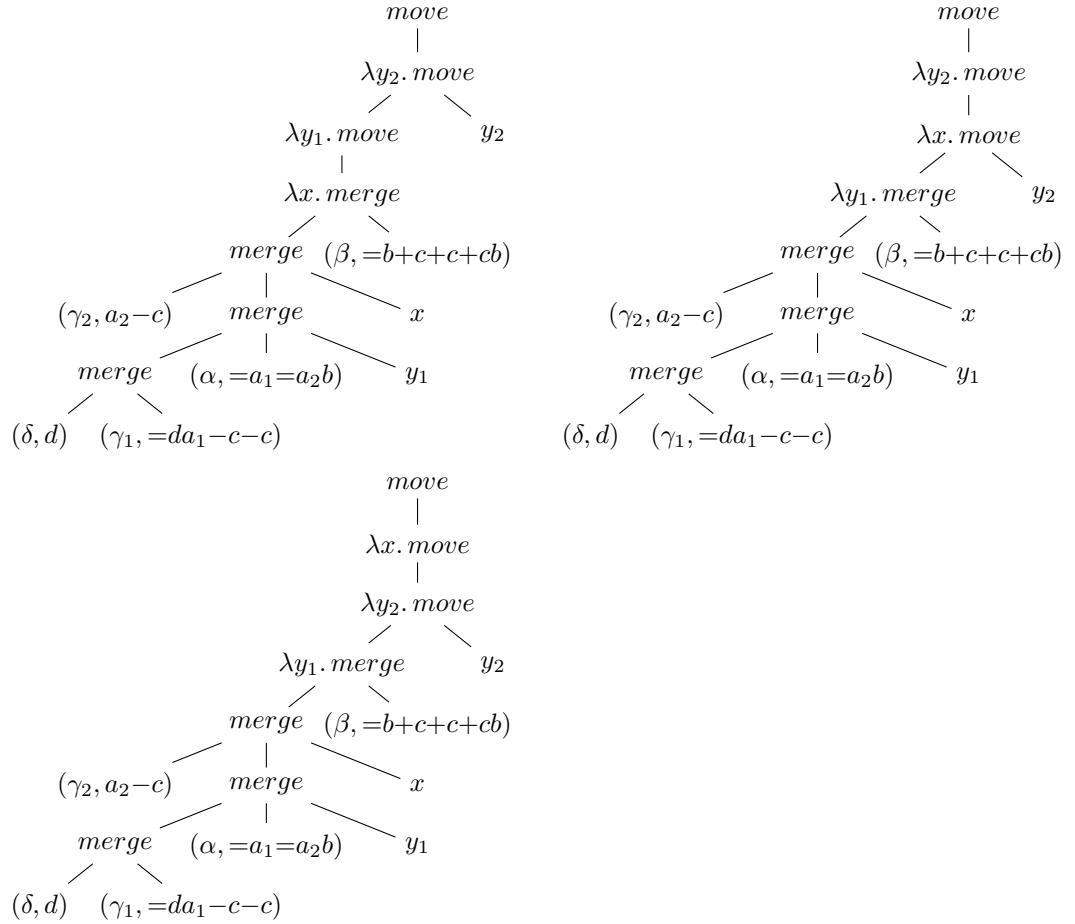 move move
λy₂. move λy₂. move
λy₁. move y₂ λx. move
λx. merge λy₁. merge y₂
merge (β, =b+c+c+cb) merge (β, =b+c+c+cb)
(γ₂, a₂−c) merge x (γ₂, a₂−c) merge x
merge (α, =a₁=a₂b) y₁ merge (α, =a₁=a₂b) y₁
(δ, d) (γ₁, =da₁−c−c) (δ, d) (γ₁, =da₁−c−c)
move
λx. move
λy₂. move
λy₁. merge y₂
merge (β, =b+c+c+cb)
(γ₂, a₂−c) merge x
merge (α, =a₁=a₂b) y₁
(δ, d) (γ₁, =da₁−c−c)